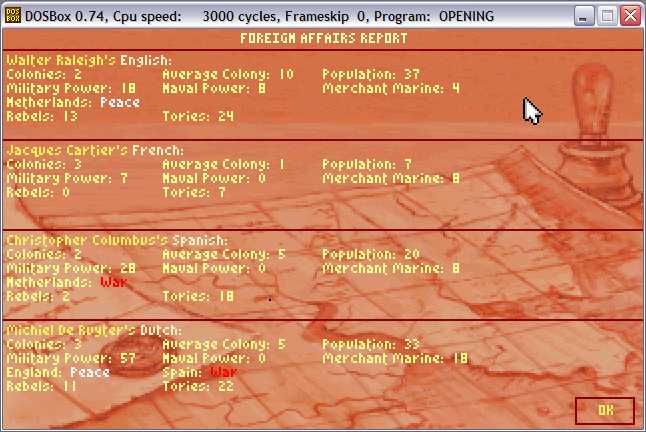 DOSBox 0.74, Cpu speed: 3000 cycles, Frameskip 0, Program: OPENING
FOREIGN AFFAIRS REPORT
Walter Raleigh's English:
Colonies: 2 Average Colony: 10 Population: 37
Military Power: 18 Naval Power: 8 Merchant Marine: 4
Netherlands: Peace
Rebels: 13 Tories: 24
Jacques Cartier's French:
Colonies: 3 Average Colony: 1 Population: 7
Military Power: 7 Naval Power: 0 Merchant Marine: 8
Rebels: 0 Tories: 7
Christopher Columbus's Spanish:
Colonies: 2 Average Colony: 5 Population: 20
Military Power: 28 Naval Power: 0 Merchant Marine: 8
Netherlands: War
Rebels: 2 Tories: 18
Michiel De Ruyter's Dutch:
Colonies: 3 Average Colony: 5 Population: 33
Military Power: 57 Naval Power: 0 Merchant Marine: 18
England: Peace Spain: War
Rebels: 11 Tories: 22
OK